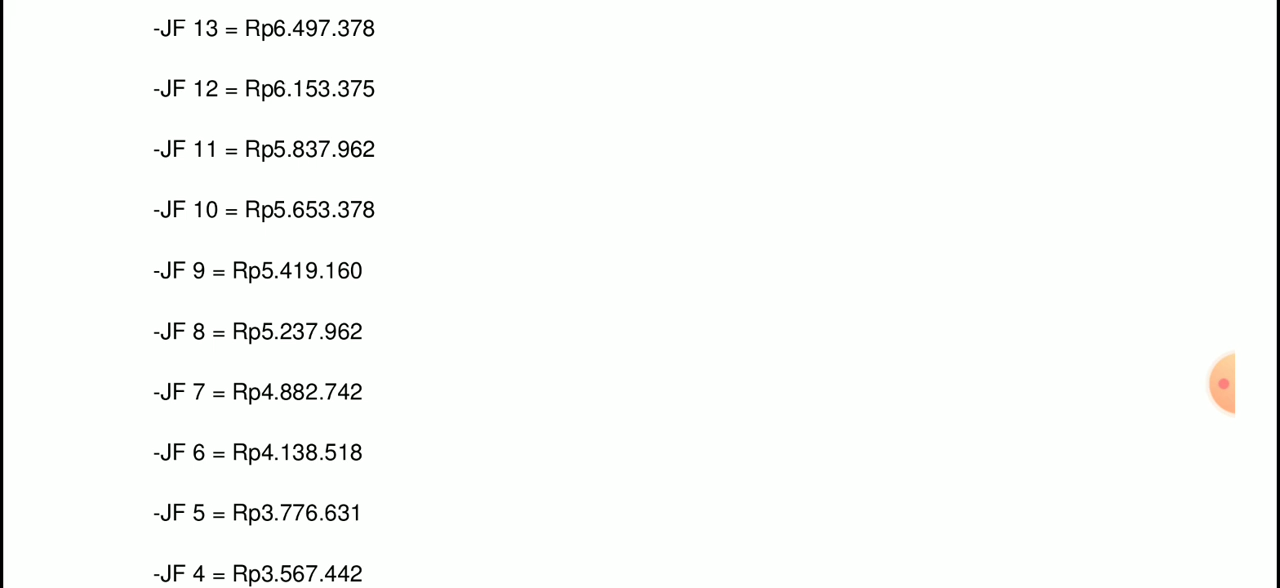 -JF 13 = Rp6.497.378
-JF 12 = Rp6.153.375
-JF 11 = Rp5.837.962
-JF 10 = Rp5.653.378
-JF 9 = Rp5.419.160
-JF 8 = Rp5.237.962
-JF 7 = Rp4.882.742
-JF 6 = Rp4.138.518
-JF 5 = Rp3.776.631
-JF 4 = Rp3.567.442